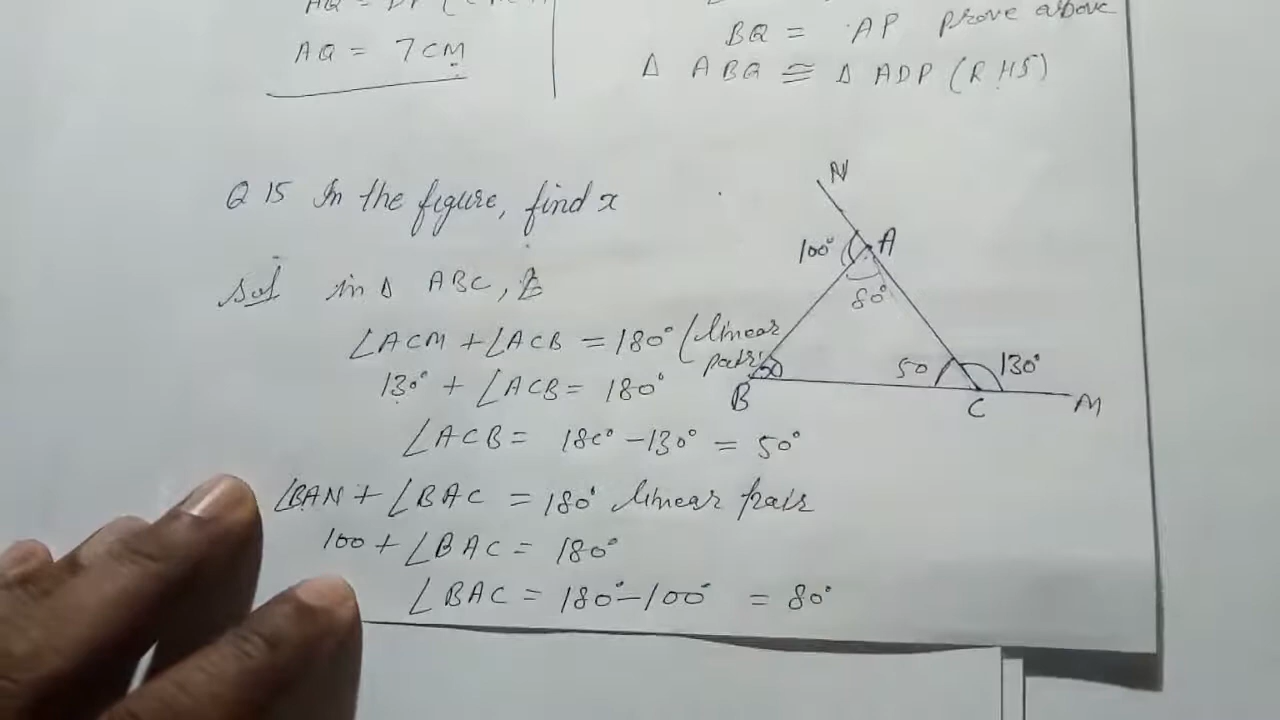 AQ = 7CM
BQ = AP prove above
Δ ABQ ≅ Δ ADP (RHS)
Q 15 In the figure, find x
Sol in Δ ABC,
∠ACM + ∠ACB = 180° (linear pair)
130° + ∠ACB = 180°
∠ACB = 180° - 130° = 50°
∠BAN + ∠BAC = 180° linear pair
100 + ∠BAC = 180°
∠BAC = 180° - 100° = 80°
N
100° A
80°
50 130°
B C M